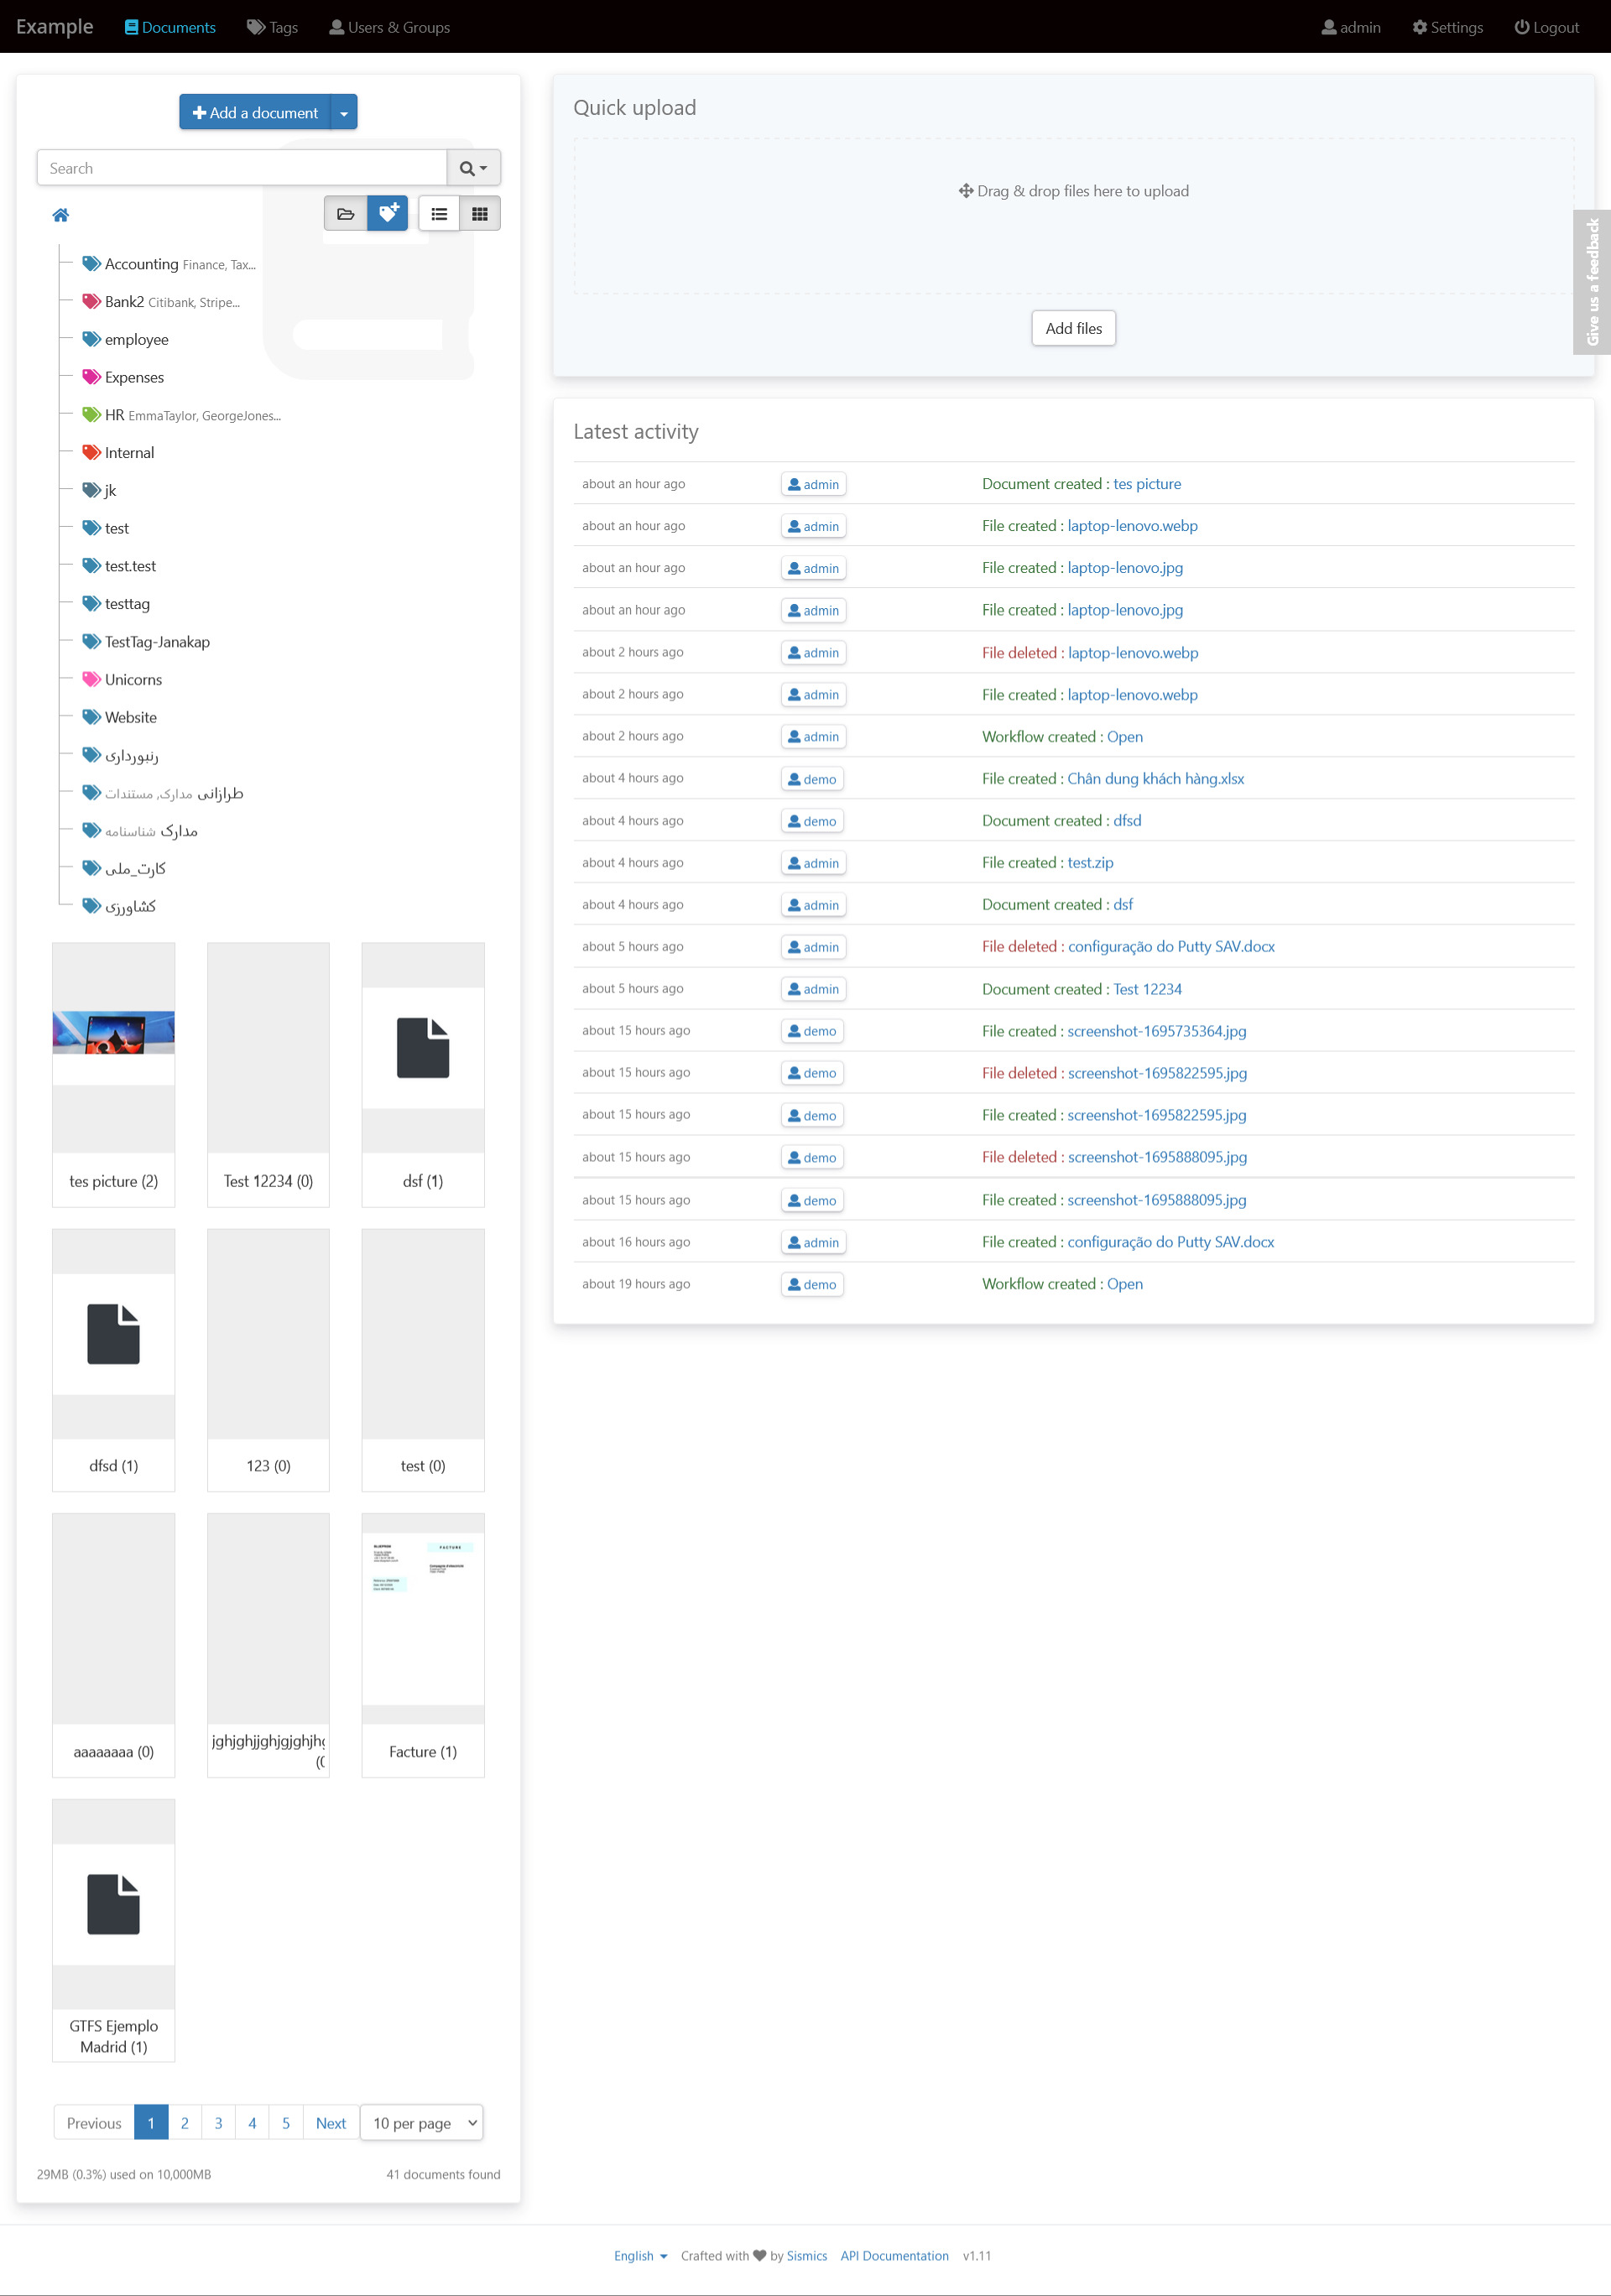 Example Documents Tags Users & Groups admin Settings Logout
Add a document
Search
Accounting Finance, Tax...
Bank2 Citibank, Stripe...
employee
Expenses
HR EmmaTaylor, GeorgeJones...
Internal
jk
test
test.test
testtag
TestTag-Janakap
Unicorns
Website
رنبورداری
طرازانی مدارک, مستندات
مدارک شناسنامه
کارت_ملی
کشاورزی
tes picture (2)
Test 12234 (0)
dsf (1)
dfsd (1)
123 (0)
test (0)
FACTURE
aaaaaaaa (0)
Facture (1)
GTFS Ejemplo
Madrid (1)
Previous 1 2 3 4 5 Next 10 per page
29MB (0.3%) used on 10,000MB 41 documents found
Quick upload
Drag & drop files here to upload
Add files
Give us a feedback
Latest activity
about an hour ago admin Document created : tes picture
about an hour ago admin File created : laptop-lenovo.webp
about an hour ago admin File created : laptop-lenovo.jpg
about an hour ago admin File created : laptop-lenovo.jpg
about 2 hours ago admin File deleted : laptop-lenovo.webp
about 2 hours ago admin File created : laptop-lenovo.webp
about 2 hours ago admin Workflow created : Open
about 4 hours ago demo File created : Chân dung khách hàng.xlsx
about 4 hours ago demo Document created : dfsd
about 4 hours ago admin File created : test.zip
about 4 hours ago admin Document created : dsf
about 5 hours ago admin File deleted : configuração do Putty SAV.docx
about 5 hours ago admin Document created : Test 12234
about 15 hours ago demo File created : screenshot-1695735364.jpg
about 15 hours ago demo File deleted : screenshot-1695822595.jpg
about 15 hours ago demo File created : screenshot-1695822595.jpg
about 15 hours ago demo File deleted : screenshot-1695888095.jpg
about 15 hours ago demo File created : screenshot-1695888095.jpg
about 16 hours ago admin File created : configuração do Putty SAV.docx
about 19 hours ago demo Workflow created : Open
English Crafted with by Sismics API Documentation v1.11